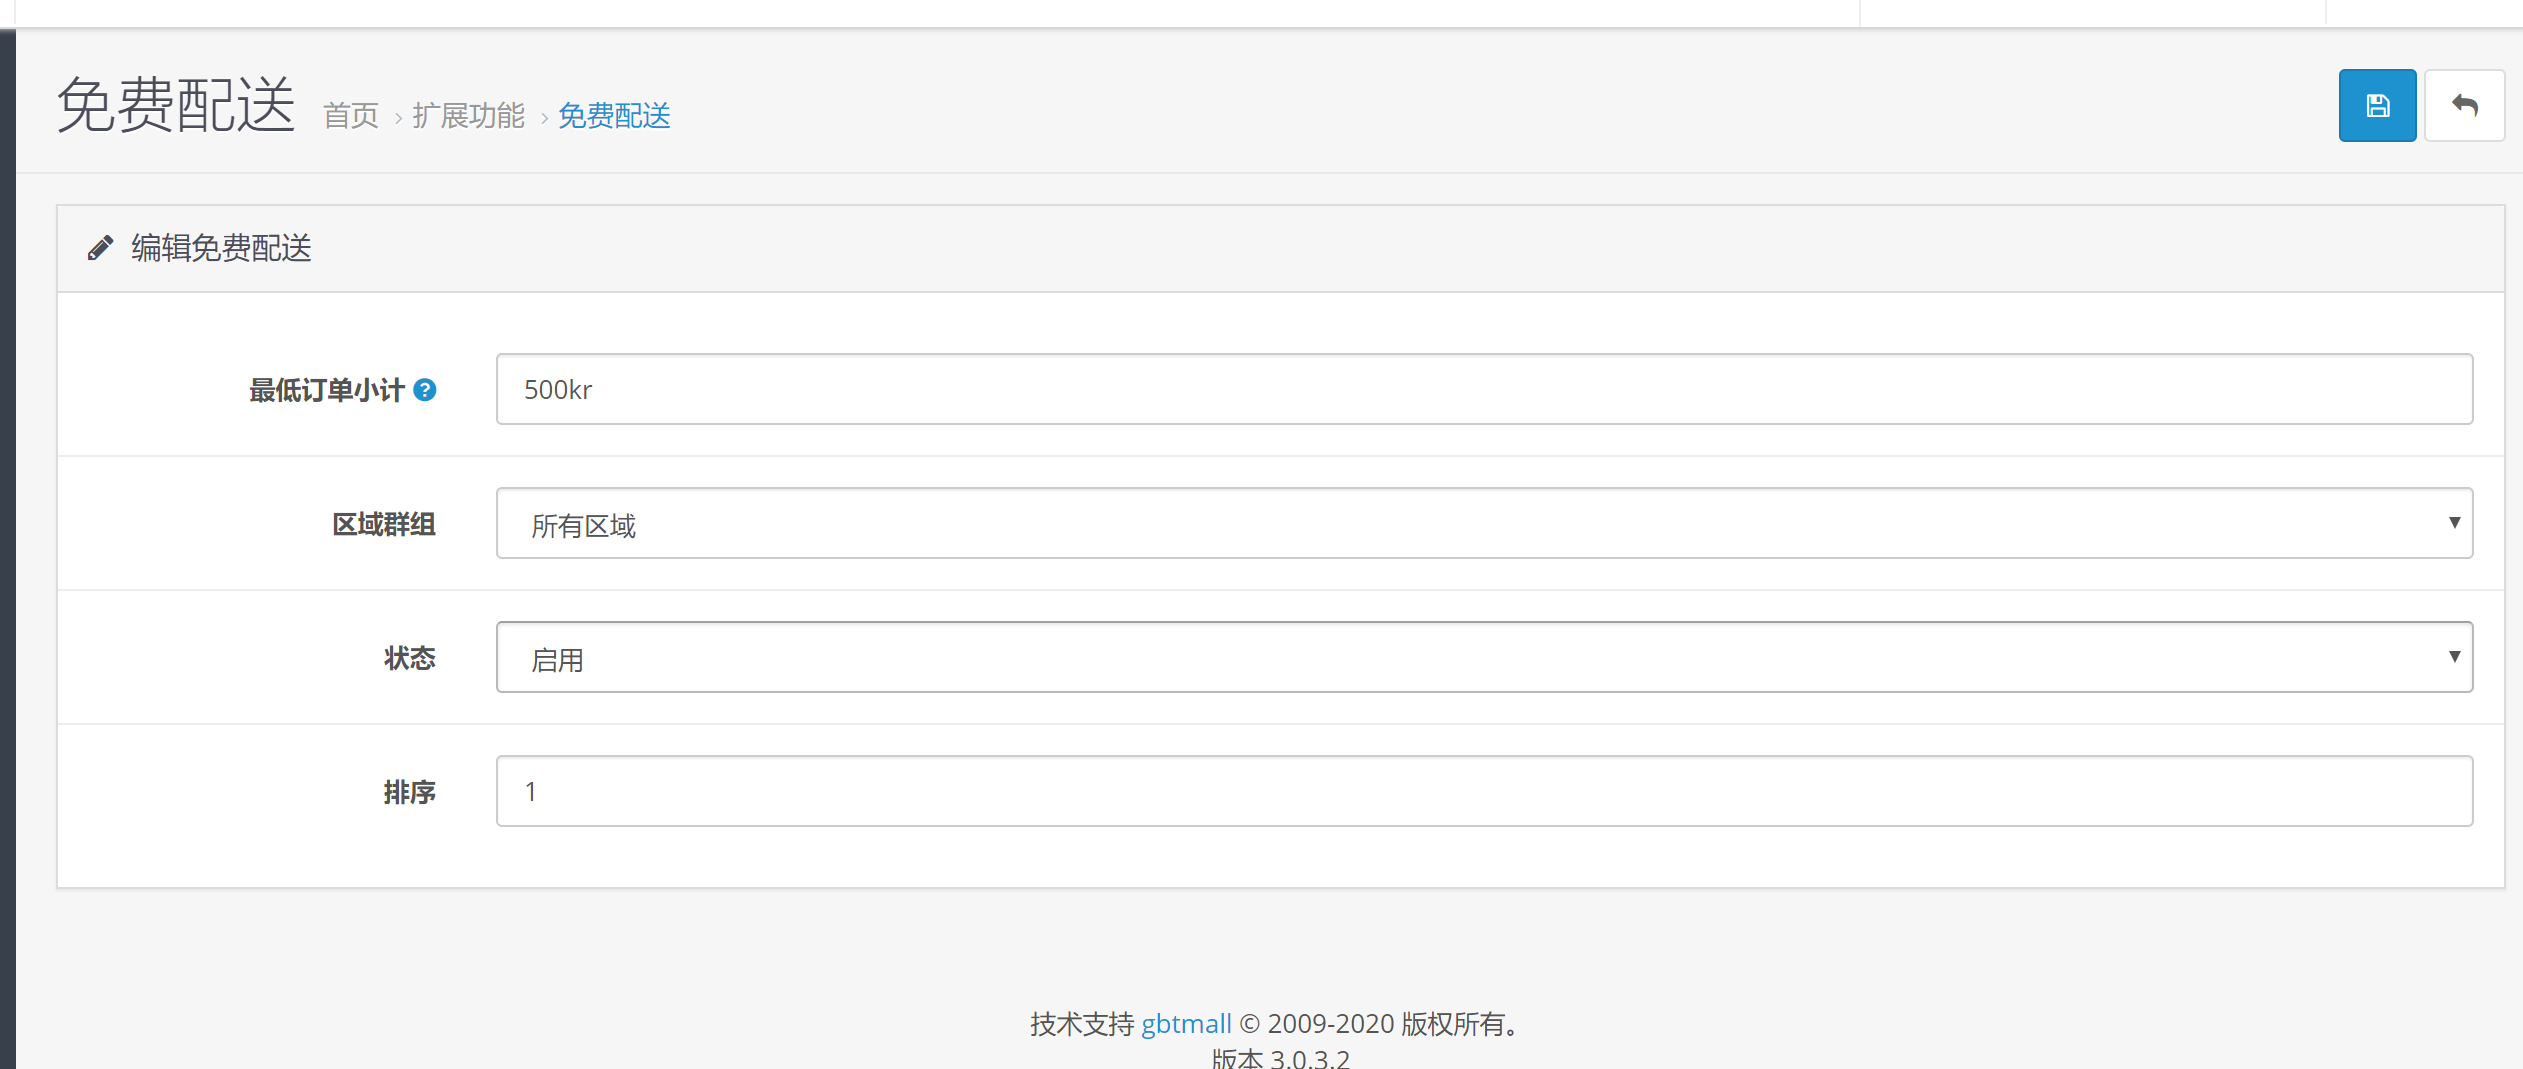 免费配送
首页 › 扩展功能 › 免费配送
编辑免费配送
最低订单小计 ? 500kr
区域群组 所有区域
状态 启用
排序 1
技术支持 gbtmall © 2009-2020 版权所有。
版本 3.0.3.2